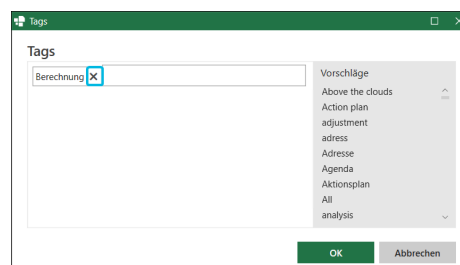 Tags
Tags
Berechnung
Vorschläge
Above the clouds
Action plan
adjustment
adress
Adresse
Agenda
Aktionsplan
All
analysis
OK
Abbrechen